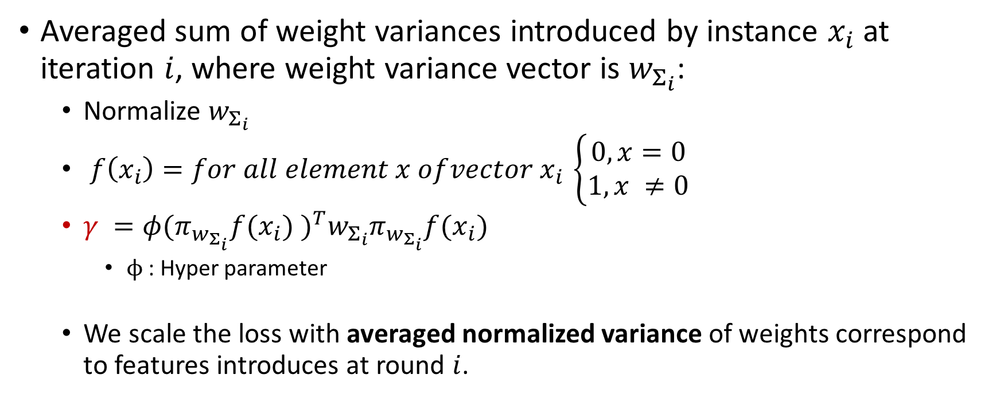 • Averaged sum of weight variances introduced by instance $x_i$ at
iteration $i$, where weight variance vector is $w_{\Sigma_i}$:
• Normalize $w_{\Sigma_i}$
• $f(x_i) = for\ all\ element\ x\ of vector\ x_i \begin{cases} 0, x = 0 \\ 1, x \neq 0 \end{cases}$
• $\gamma = \phi(\pi_{w_{\Sigma_i}} f(x_i))^T w_{\Sigma_i} \pi_{w_{\Sigma_i}} f(x_i)$
• ϕ : Hyper parameter
• We scale the loss with averaged normalized variance of weights correspond
to features introduces at round $i$.